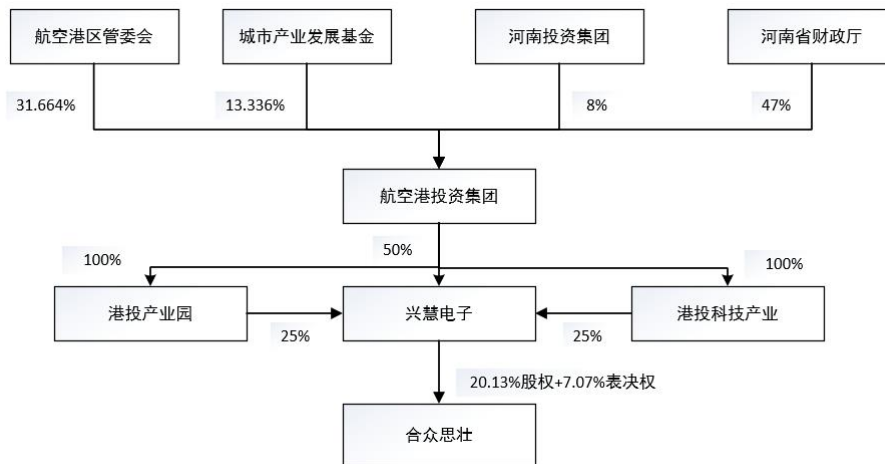 航空港区管委会
城市产业发展基金
河南投资集团
河南省财政厅
31.664%
13.336%
8%
47%
航空港投资集团
50%
100%
100%
港投产业园
兴慧电子
港投科技产业
25%
25%
20.13%股权+7.07%表决权
合众思壮